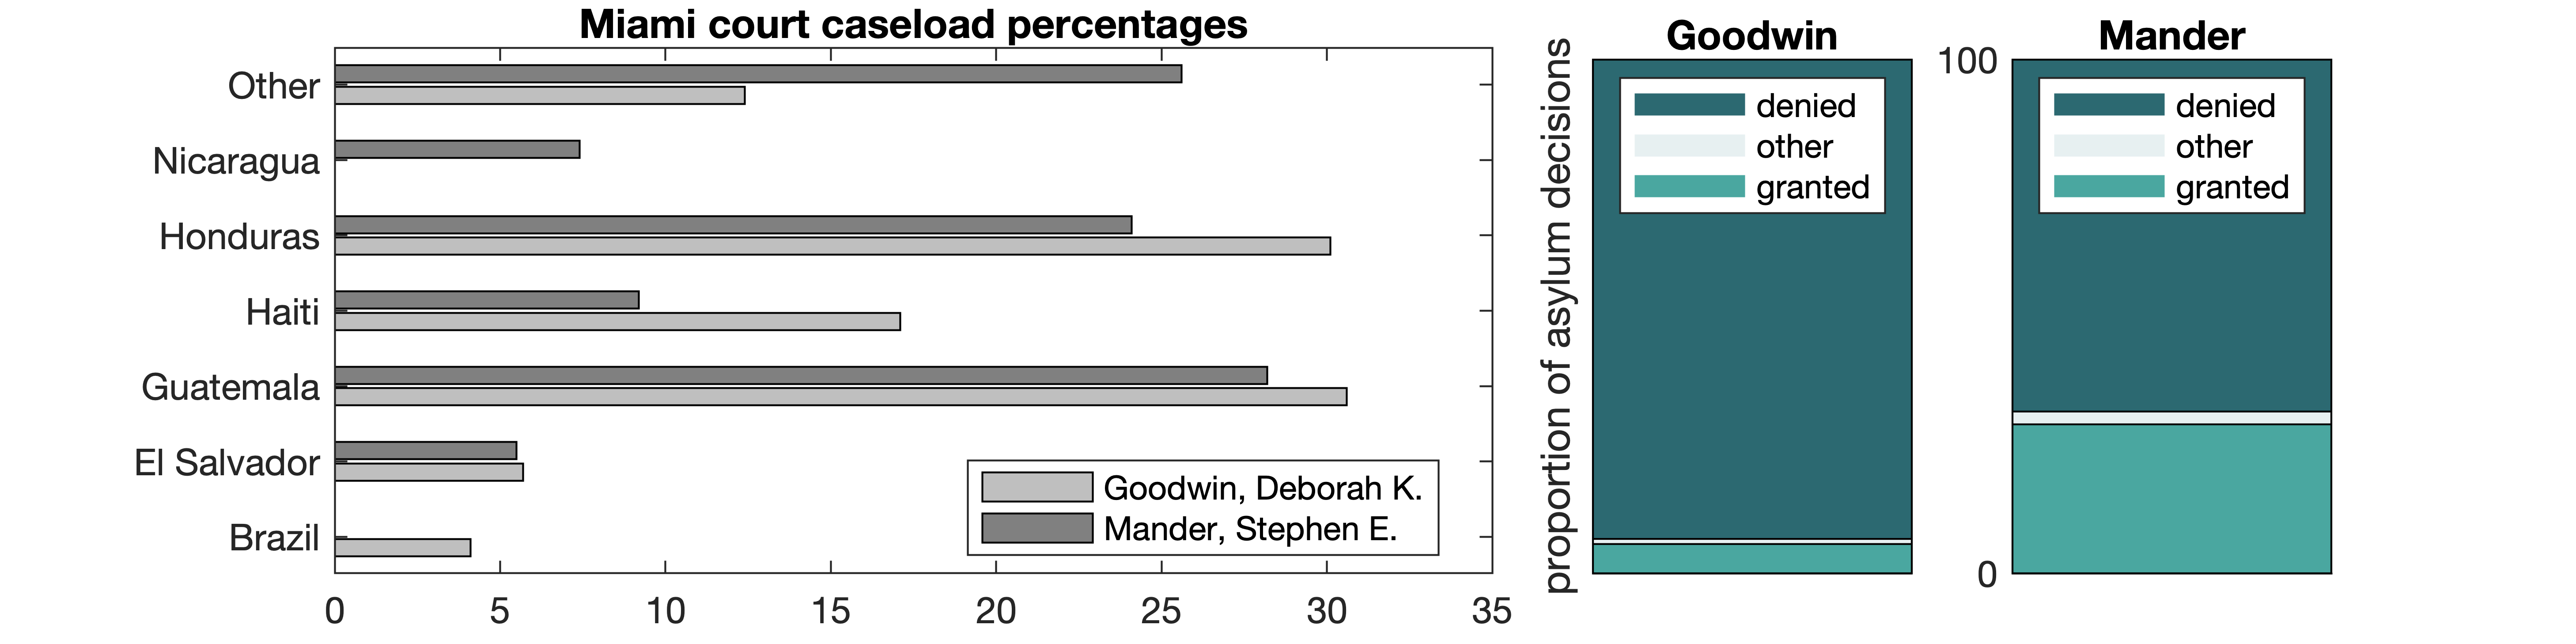 Miami court caseload percentages
Other
Nicaragua
Honduras
Haiti
Guatemala
El Salvador
Brazil
0 5 10 15 20 25 30 35
Goodwin, Deborah K.
Mander, Stephen E.
proportion of asylum decisions
Goodwin
denied
other
granted
Mander
100
0
denied
other
granted